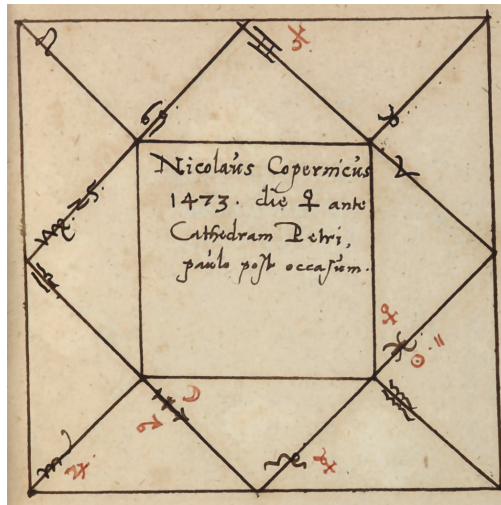 Nicolaus Copernicus
1473. die ♀ ante
Cathedram Petri,
paulo post occasum.